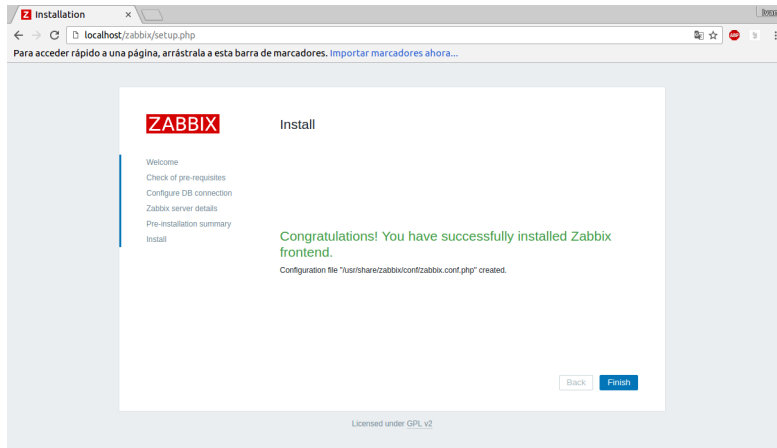 Z Installation
Ivan
localhost/zabbix/setup.php
ABP
Para acceder rápido a una página, arrástrala a esta barra de marcadores. Importar marcadores ahora...
ZABBIX
Install
Welcome
Check of pre-requisites
Configure DB connection
Zabbix server details
Pre-installation summary
Install
Congratulations! You have successfully installed Zabbix
frontend.
Configuration file "/usr/share/zabbix/conf/zabbix.conf.php" created.
Back Finish
Licensed under GPL v2